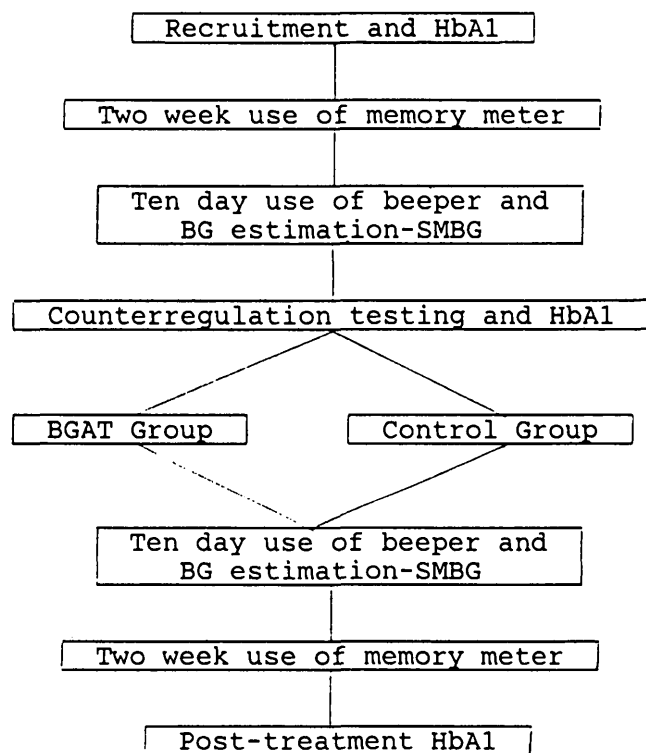 Recruitment and HbA1
Two week use of memory meter
Ten day use of beeper and
BG estimation-SMBG
Counterregulation testing and HbA1
BGAT Group
Control Group
Ten day use of beeper and
BG estimation-SMBG
Two week use of memory meter
Post-treatment HbA1